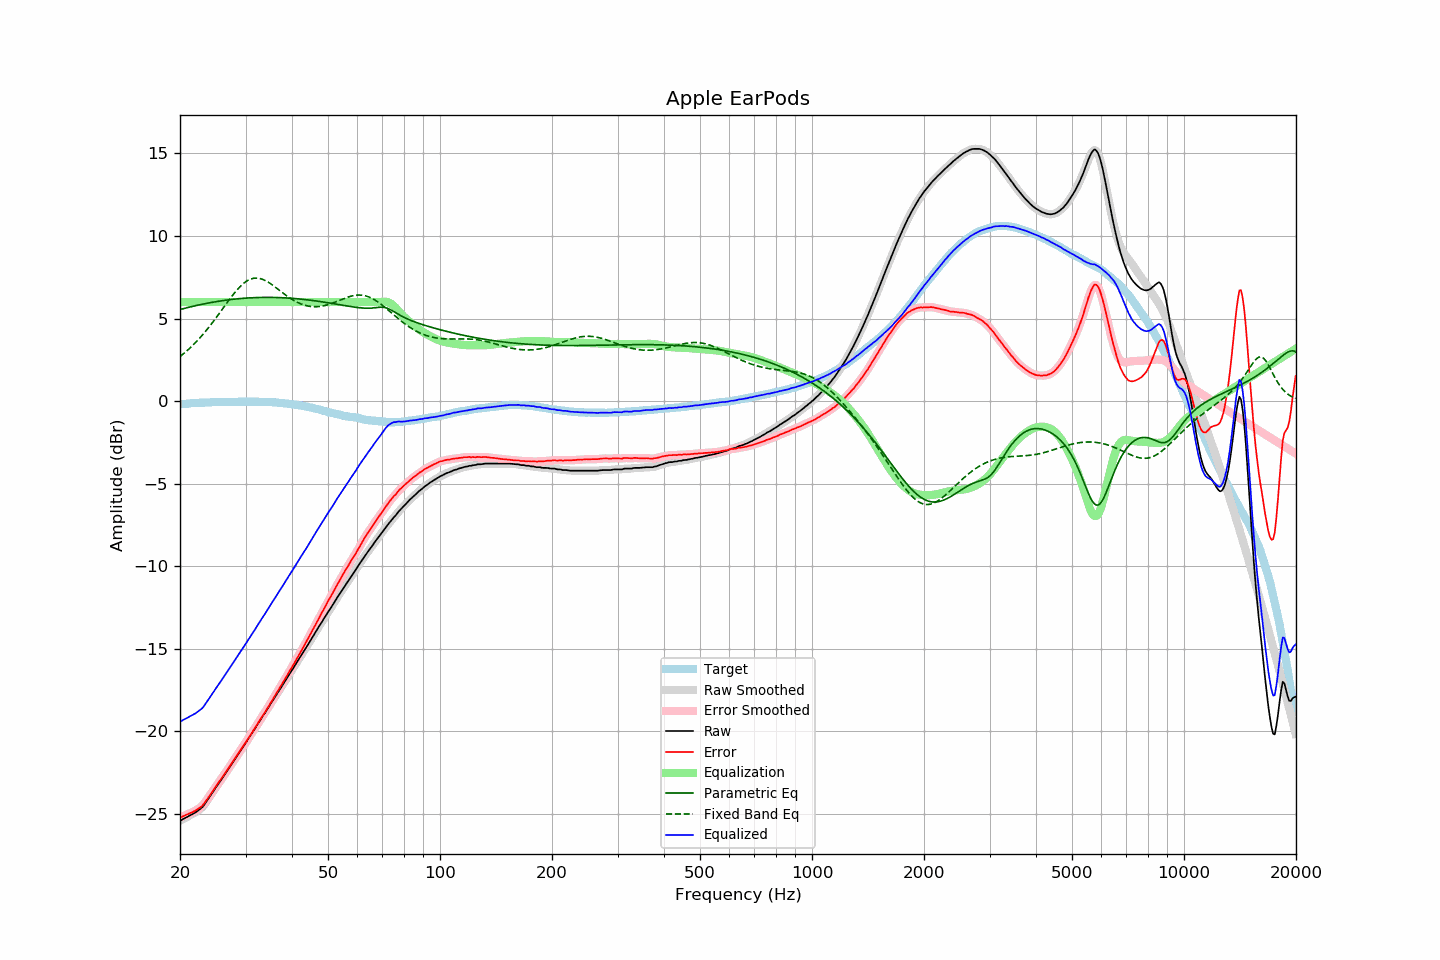 Apple EarPods
Amplitude (dBr)
15
10
5
0
−5
−10
−15
−20
−25
Target
Raw Smoothed
Error Smoothed
Raw
Error
Equalization
Parametric Eq
Fixed Band Eq
Equalized
20 50 100 200 500 1000 2000 5000 10000 20000
Frequency (Hz)